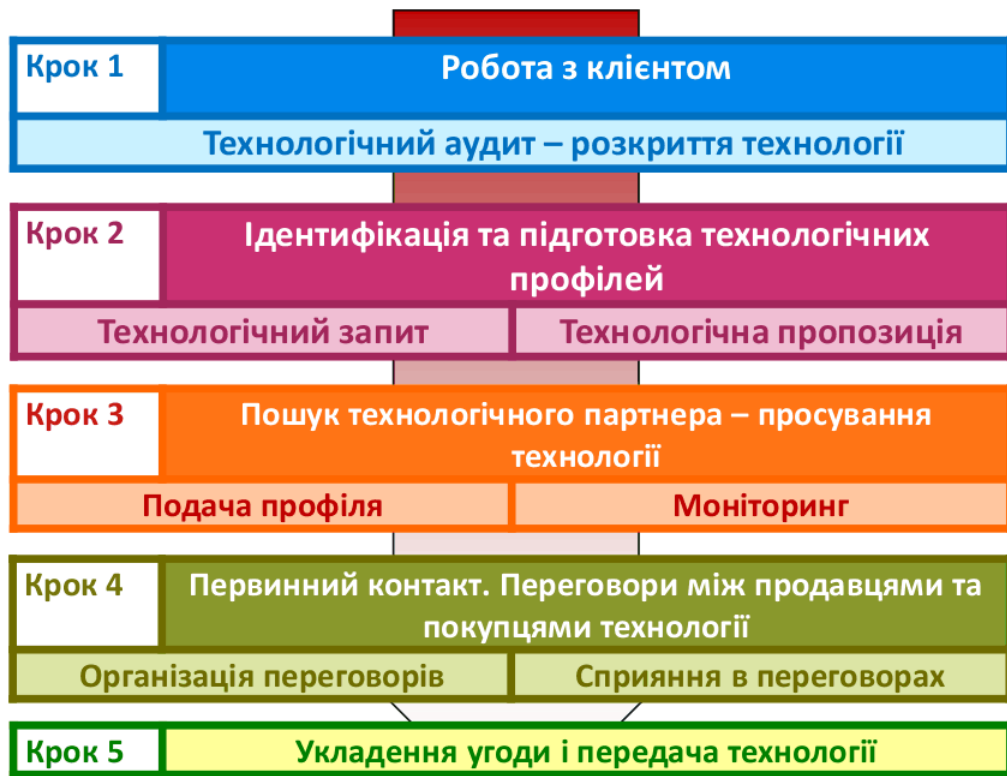 Крок 1
Робота з клієнтом
Технологічний аудит – розкриття технології
Крок 2
Ідентифікація та підготовка технологічних
профілей
Технологічний запит
Технологічна пропозиція
Крок 3
Пошук технологічного партнера – просування
технології
Подача профіля
Моніторинг
Крок 4
Первинний контакт. Переговори між продавцями та
покупцями технології
Організація переговорів
Сприяння в переговорах
Крок 5
Укладення угоди і передача технології